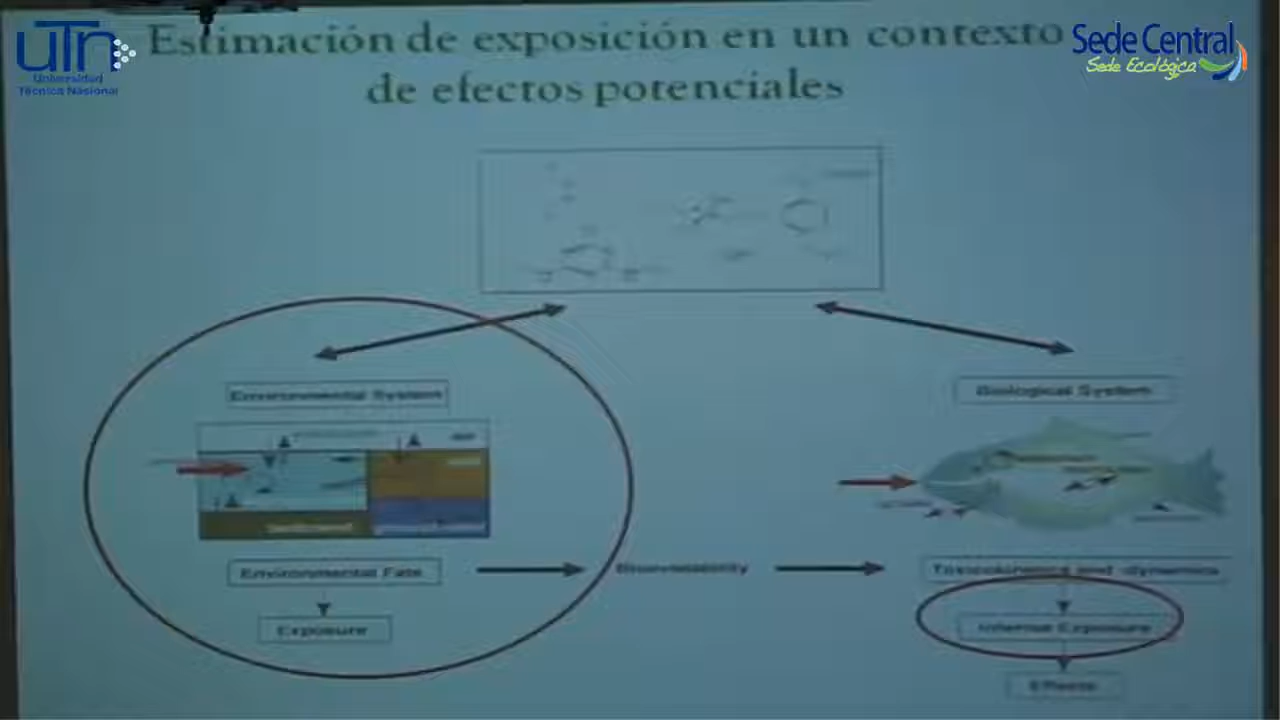 Estimación de exposición en un contexto
de efectos potenciales
uTn
Universidad
Técnica Nacional
Sede Central
Sede Ecológica
Environmental System
Biological System
Sediment
Environmental Fate
Bioavailability
Toxicokinetics and -dynamics
Exposure
Internal Exposure
Effects